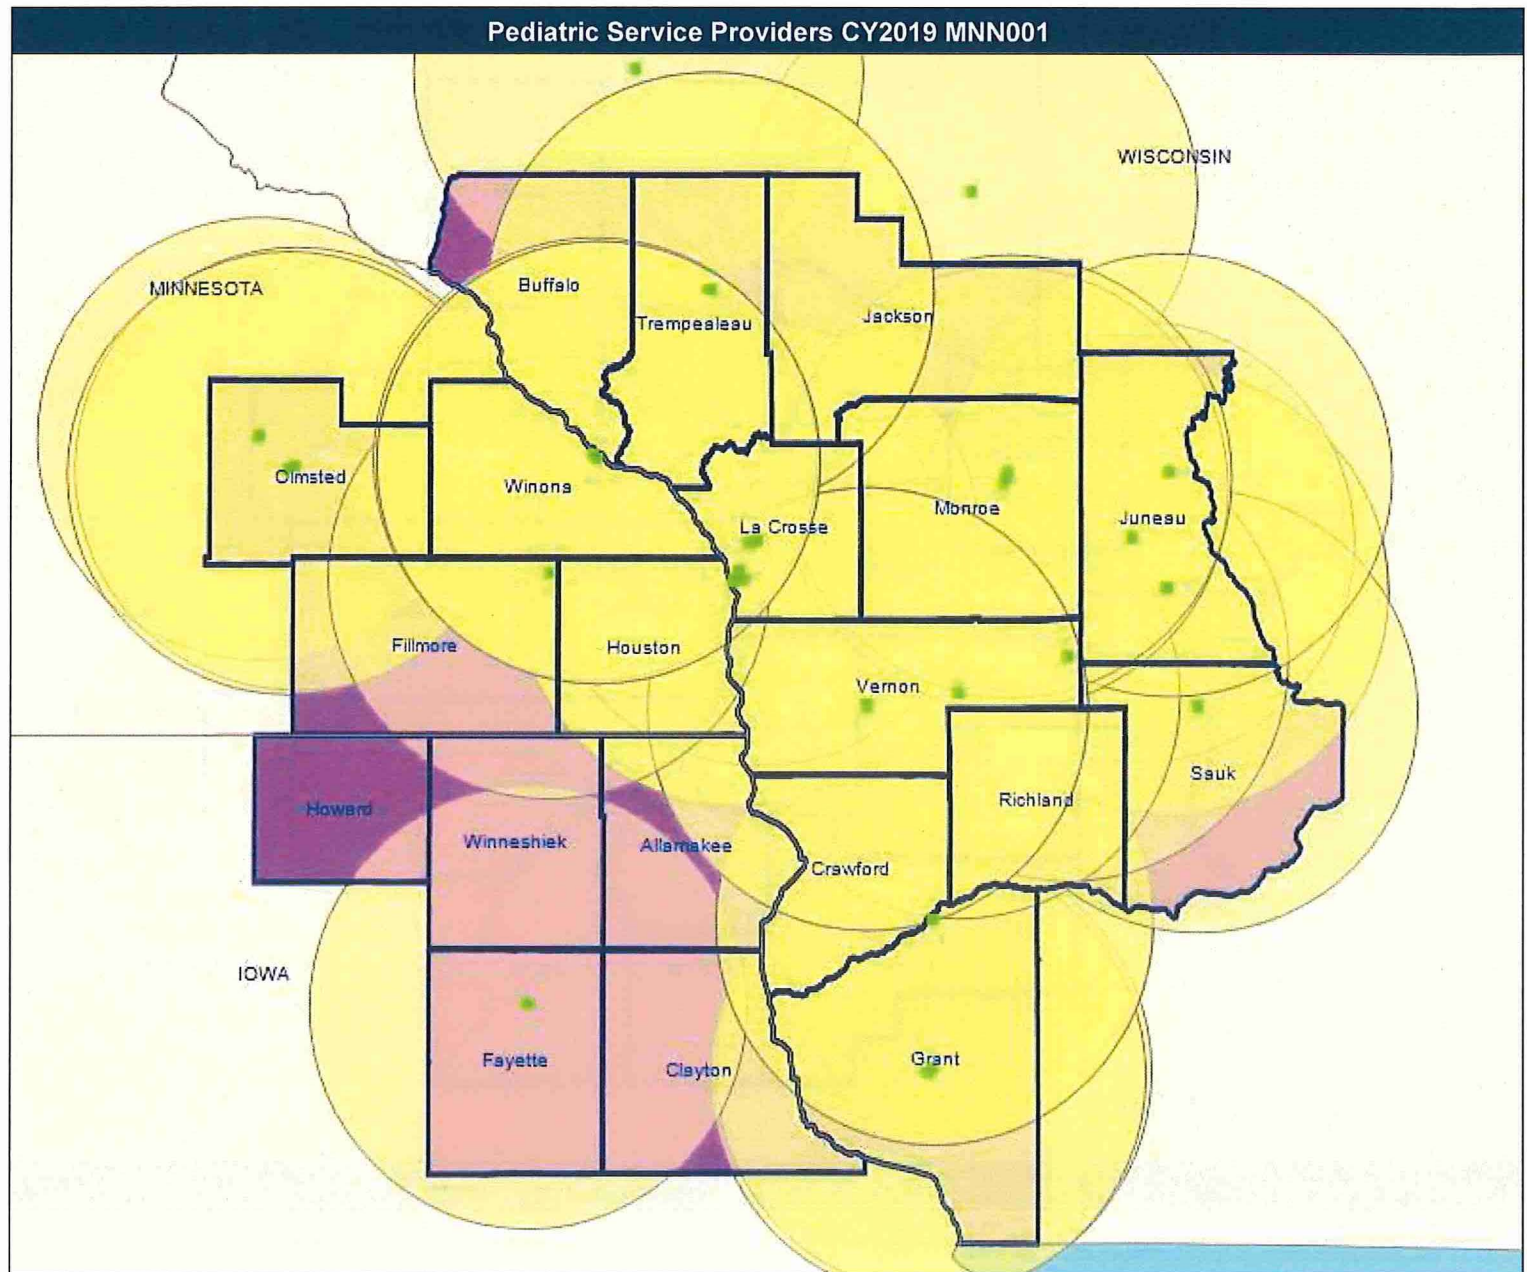 Pediatric Service Providers CY2019 MNN001
WISCONSIN
MINNESOTA
Buffalo
Trempealeau
Jackson
Olmsted
Winona
Monroe
La Crosse
Juneau
Fillmore
Houston
Vernon
Sauk
Richland
Howard
Winneshiek
Allamakee
Crawford
IOWA
Fayette
Clayton
Grant